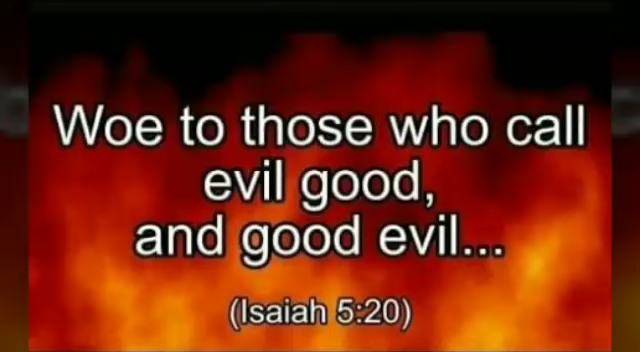 Woe to those who call
evil good,
and good evil...
(Isaiah 5:20)